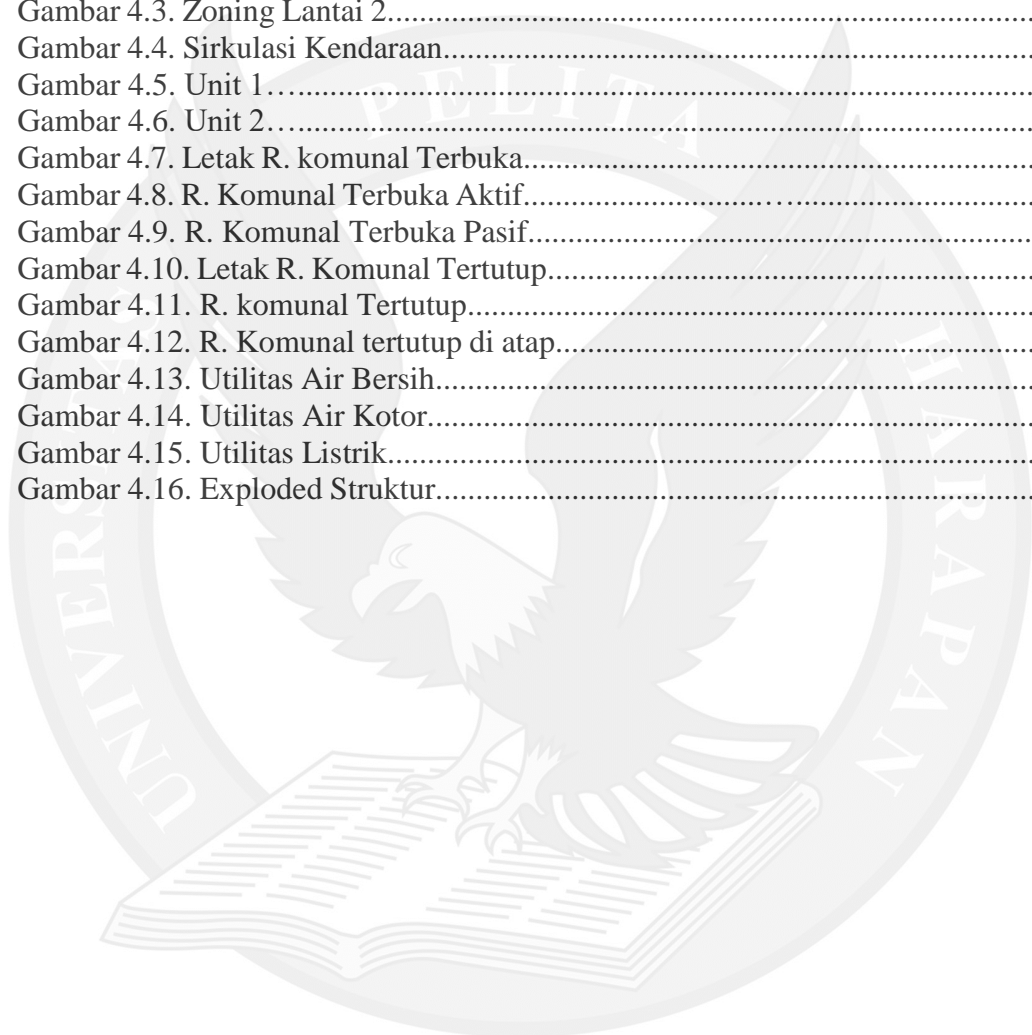 Gambar 4.3. Zoning Lantai 2................................................................................
Gambar 4.4. Sirkulasi Kendaraan........................................................................
Gambar 4.5. Unit 1…...........................................................................................
Gambar 4.6. Unit 2…...........................................................................................
Gambar 4.7. Letak R. komunal Terbuka..............................................................
Gambar 4.8. R. Komunal Terbuka Aktif..............................…............................
Gambar 4.9. R. Komunal Terbuka Pasif..............................................................
Gambar 4.10. Letak R. Komunal Tertutup...........................................................
Gambar 4.11. R. komunal Tertutup......................................................................
Gambar 4.12. R. Komunal tertutup di atap..........................................................
Gambar 4.13. Utilitas Air Bersih..........................................................................
Gambar 4.14. Utilitas Air Kotor...........................................................................
Gambar 4.15. Utilitas Listrik................................................................................
Gambar 4.16. Exploded Struktur.........................................................................
UNIVERSITAS PELITA HARAPAN